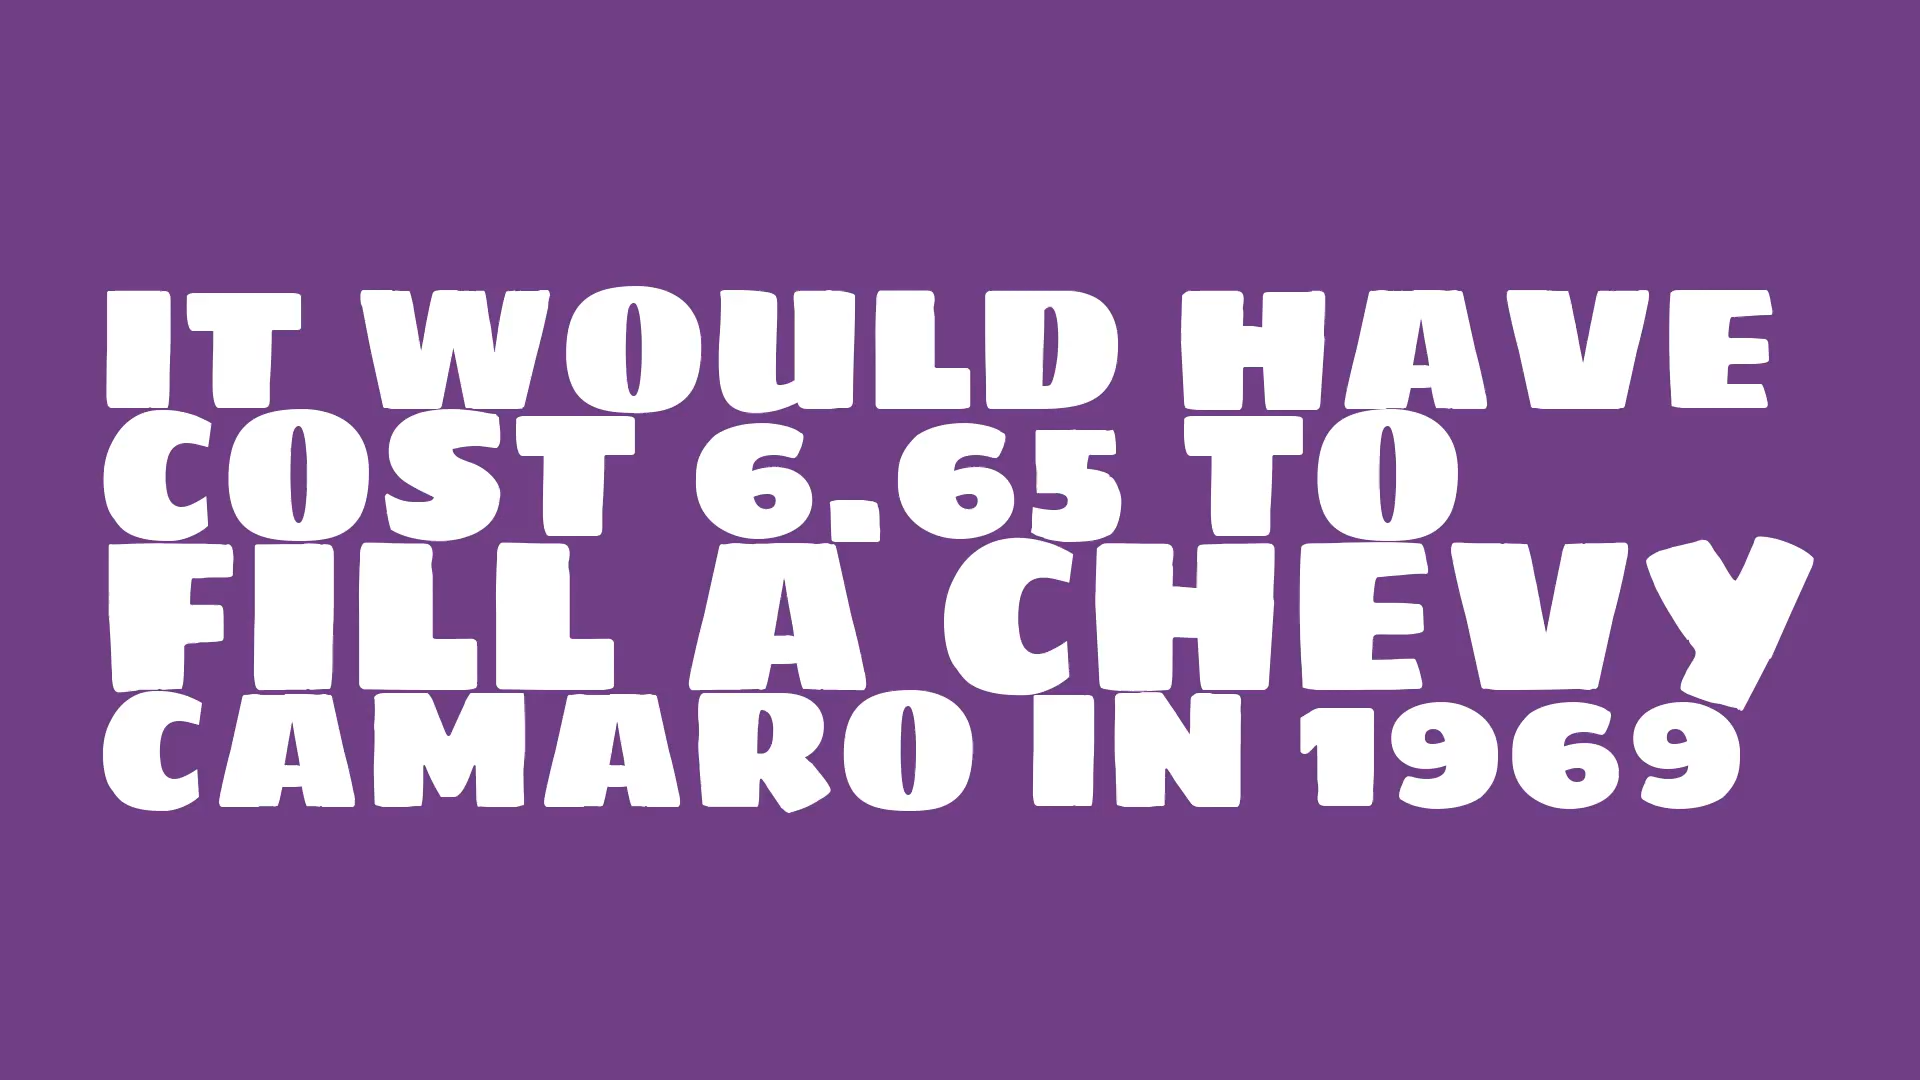 IT WOULD HAVE
COST 6.65 TO
FILL A CHEVY
CAMARO IN 1969